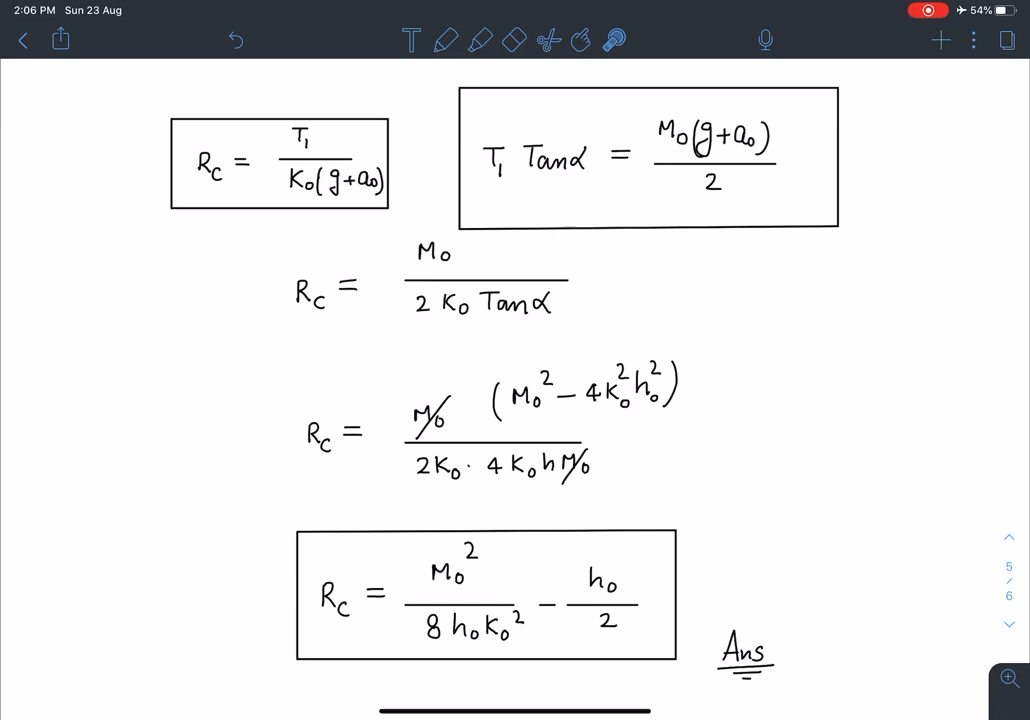 2:06 PM Sun 23 Aug
54%
R_C = T_1 / K_0(g+a_0)
T_1 Tanα = M_0(g+a_0) / 2
R_C = M_0 / 2 K_0 Tanα
R_C = M_0 (M_0^2 - 4K_0^2 h_0^2) / 2K_0 · 4 K_0 h M_0
R_C = M_0^2 / 8 h_0 K_0^2 - h_0 / 2
Ans
5
/
6